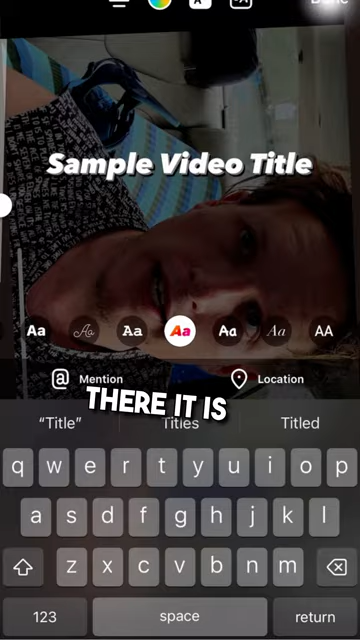 Done
Sample Video Title
Aa Aa Aa Aa Aa Aa AA
@ Mention Location
THERE IT IS
“Title” Titles Titled
q w e r t y u i o p
a s d f g h j k l
z x c v b n m
123 space return